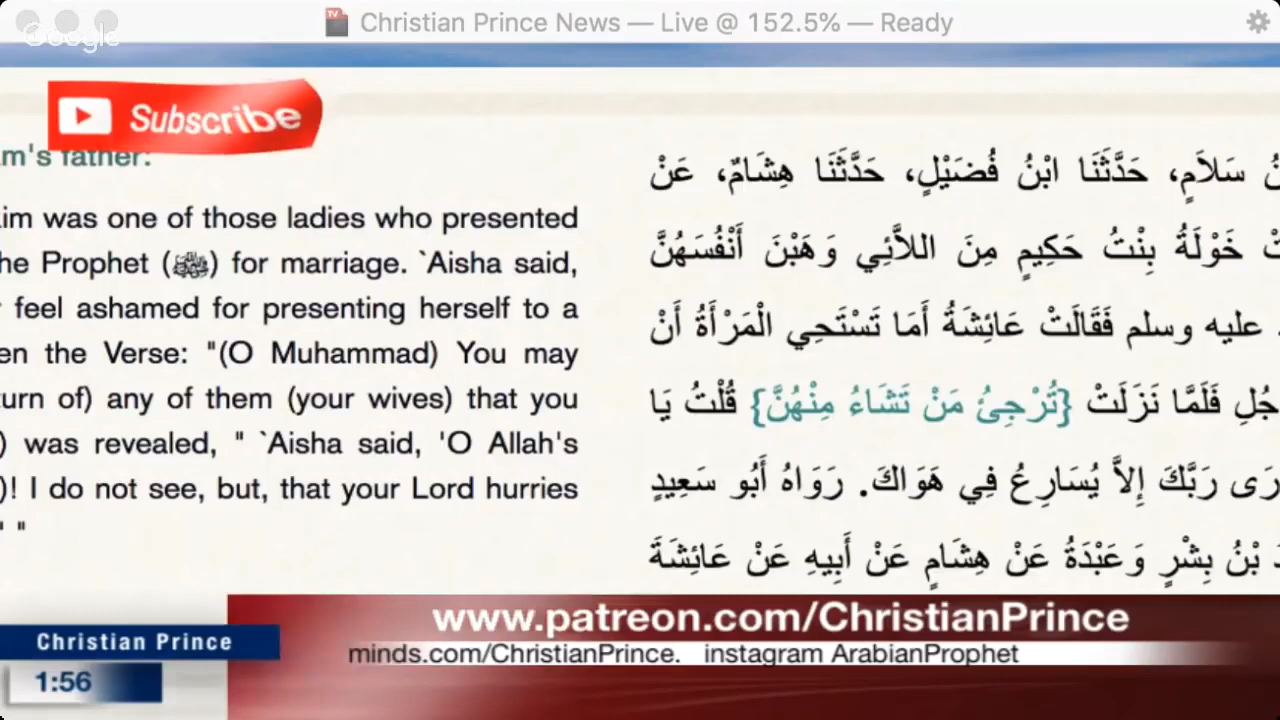 Christian Prince News — Live @ 152.5% — Ready
Google
Subscribe
am's father:
aim was one of those ladies who presented
he Prophet (ﷺ) for marriage. `Aisha said,
feel ashamed for presenting herself to a
en the Verse: "(O Muhammad) You may
urn of) any of them (your wives) that you
) was revealed, " `Aisha said, 'O Allah's
)! I do not see, but, that your Lord hurries
' "
نُ سَلاَمٍ، حَدَّثَنَا ابْنُ فُضَيْلٍ، حَدَّثَنَا هِشَامٌ، عَنْ
تْ خَوْلَةُ بِنْتُ حَكِيمٍ مِنَ اللاَّئِي وَهَبْنَ أَنْفُسَهُنَّ
عليه وسلم فَقَالَتْ عَائِشَةُ أَمَا تَسْتَحِي الْمَرْأَةُ أَنْ
جُلِ فَلَمَّا نَزَلَتْ {تُرْجِئُ مَنْ تَشَاءُ مِنْهُنَّ} قُلْتُ يَا
رَى رَبَّكَ إِلاَّ يُسَارِعُ فِي هَوَاكَ. رَوَاهُ أَبُو سَعِيدٍ
دُ بْنُ بِشْرٍ وَعَبْدَةُ عَنْ هِشَامٍ عَنْ أَبِيهِ عَنْ عَائِشَةَ
www.patreon.com/ChristianPrince
Christian Prince
minds.com/ChristianPrince. instagram ArabianProphet
1:56